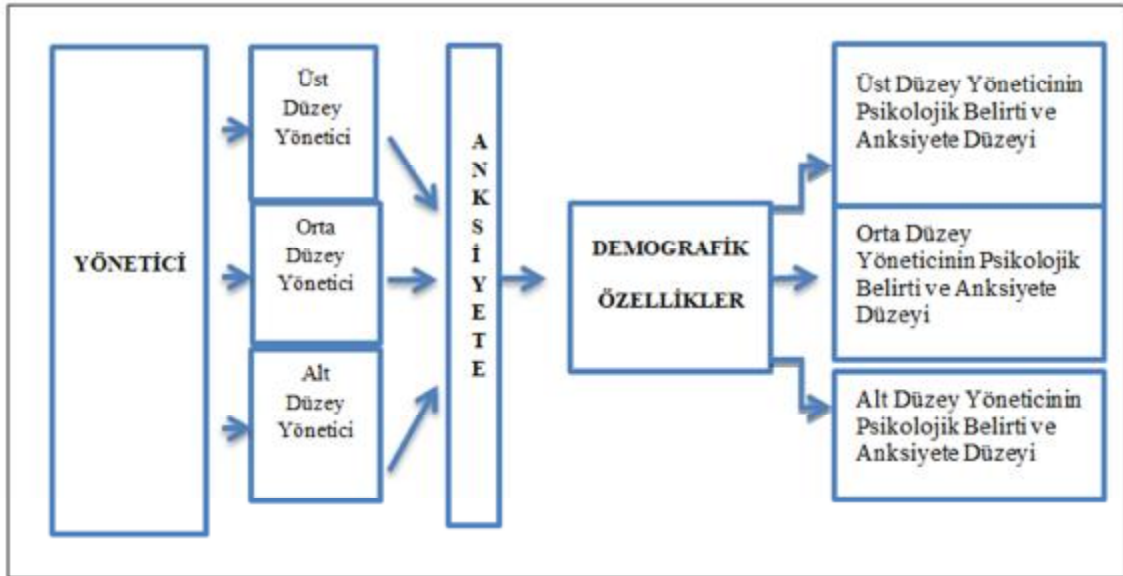 YÖNETİCİ
Üst
Düzey
Yönetici
Orta
Düzey
Yönetici
Alt
Düzey
Yönetici
A
N
K
S
İ
Y
E
T
E
DEMOGRAFİK
ÖZELLİKLER
Üst Düzey Yöneticinin
Psikolojik Belirti ve
Anksiyete Düzeyi
Orta Düzey
Yöneticinin Psikolojik
Belirti ve Anksiyete
Düzeyi
Alt Düzey Yöneticinin
Psikolojik Belirti ve
Anksiyete Düzeyi